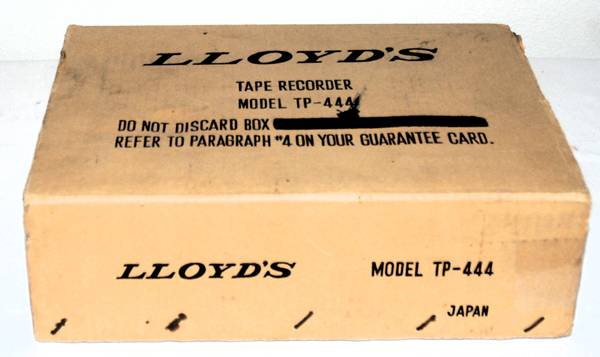 LLOYD'S
TAPE RECORDER
MODEL TP-444
DO NOT DISCARD BOX
REFER TO PARAGRAPH #4 ON YOUR GUARANTEE CARD.
LLOYD'S
MODEL TP-444
JAPAN